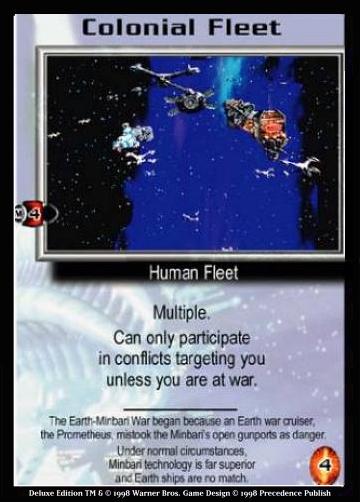 Colonial Fleet
M 4
Human Fleet
Multiple.
Can only participate
in conflicts targeting you
unless you are at war.
The Earth-Minbari War began because an Earth war cruiser,
the Prometheus, mistook the Minbari's open gunports as danger.
Under normal circumstances,
Minbari technology is far superior
and Earth ships are no match.
4
Deluxe Edition TM & © 1998 Warner Bros. Game Design © 1998 Precedence Publish